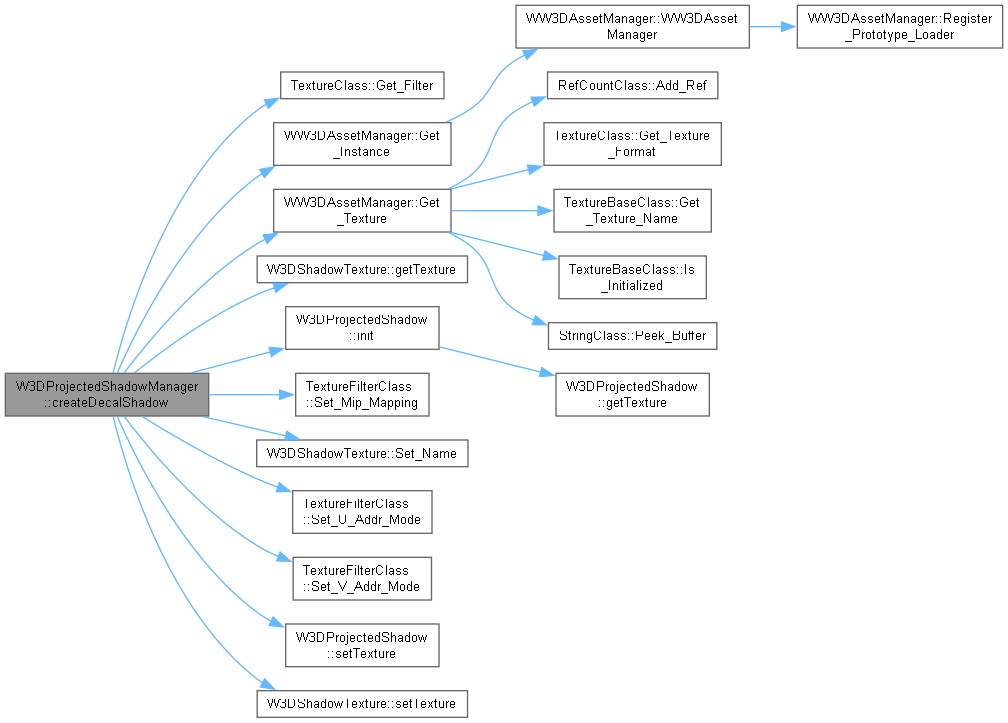 WW3DAssetManager::WW3DAsset
Manager
WW3DAssetManager::Register
_Prototype_Loader
TextureClass::Get_Filter
RefCountClass::Add_Ref
WW3DAssetManager::Get
_Instance
TextureClass::Get_Texture
_Format
WW3DAssetManager::Get
_Texture
TextureBaseClass::Get
_Texture_Name
W3DShadowTexture::getTexture
TextureBaseClass::Is
_Initialized
W3DProjectedShadow
::init
StringClass::Peek_Buffer
W3DProjectedShadowManager
::createDecalShadow
TextureFilterClass
::Set_Mip_Mapping
W3DProjectedShadow
::getTexture
W3DShadowTexture::Set_Name
TextureFilterClass
::Set_U_Addr_Mode
TextureFilterClass
::Set_V_Addr_Mode
W3DProjectedShadow
::setTexture
W3DShadowTexture::setTexture